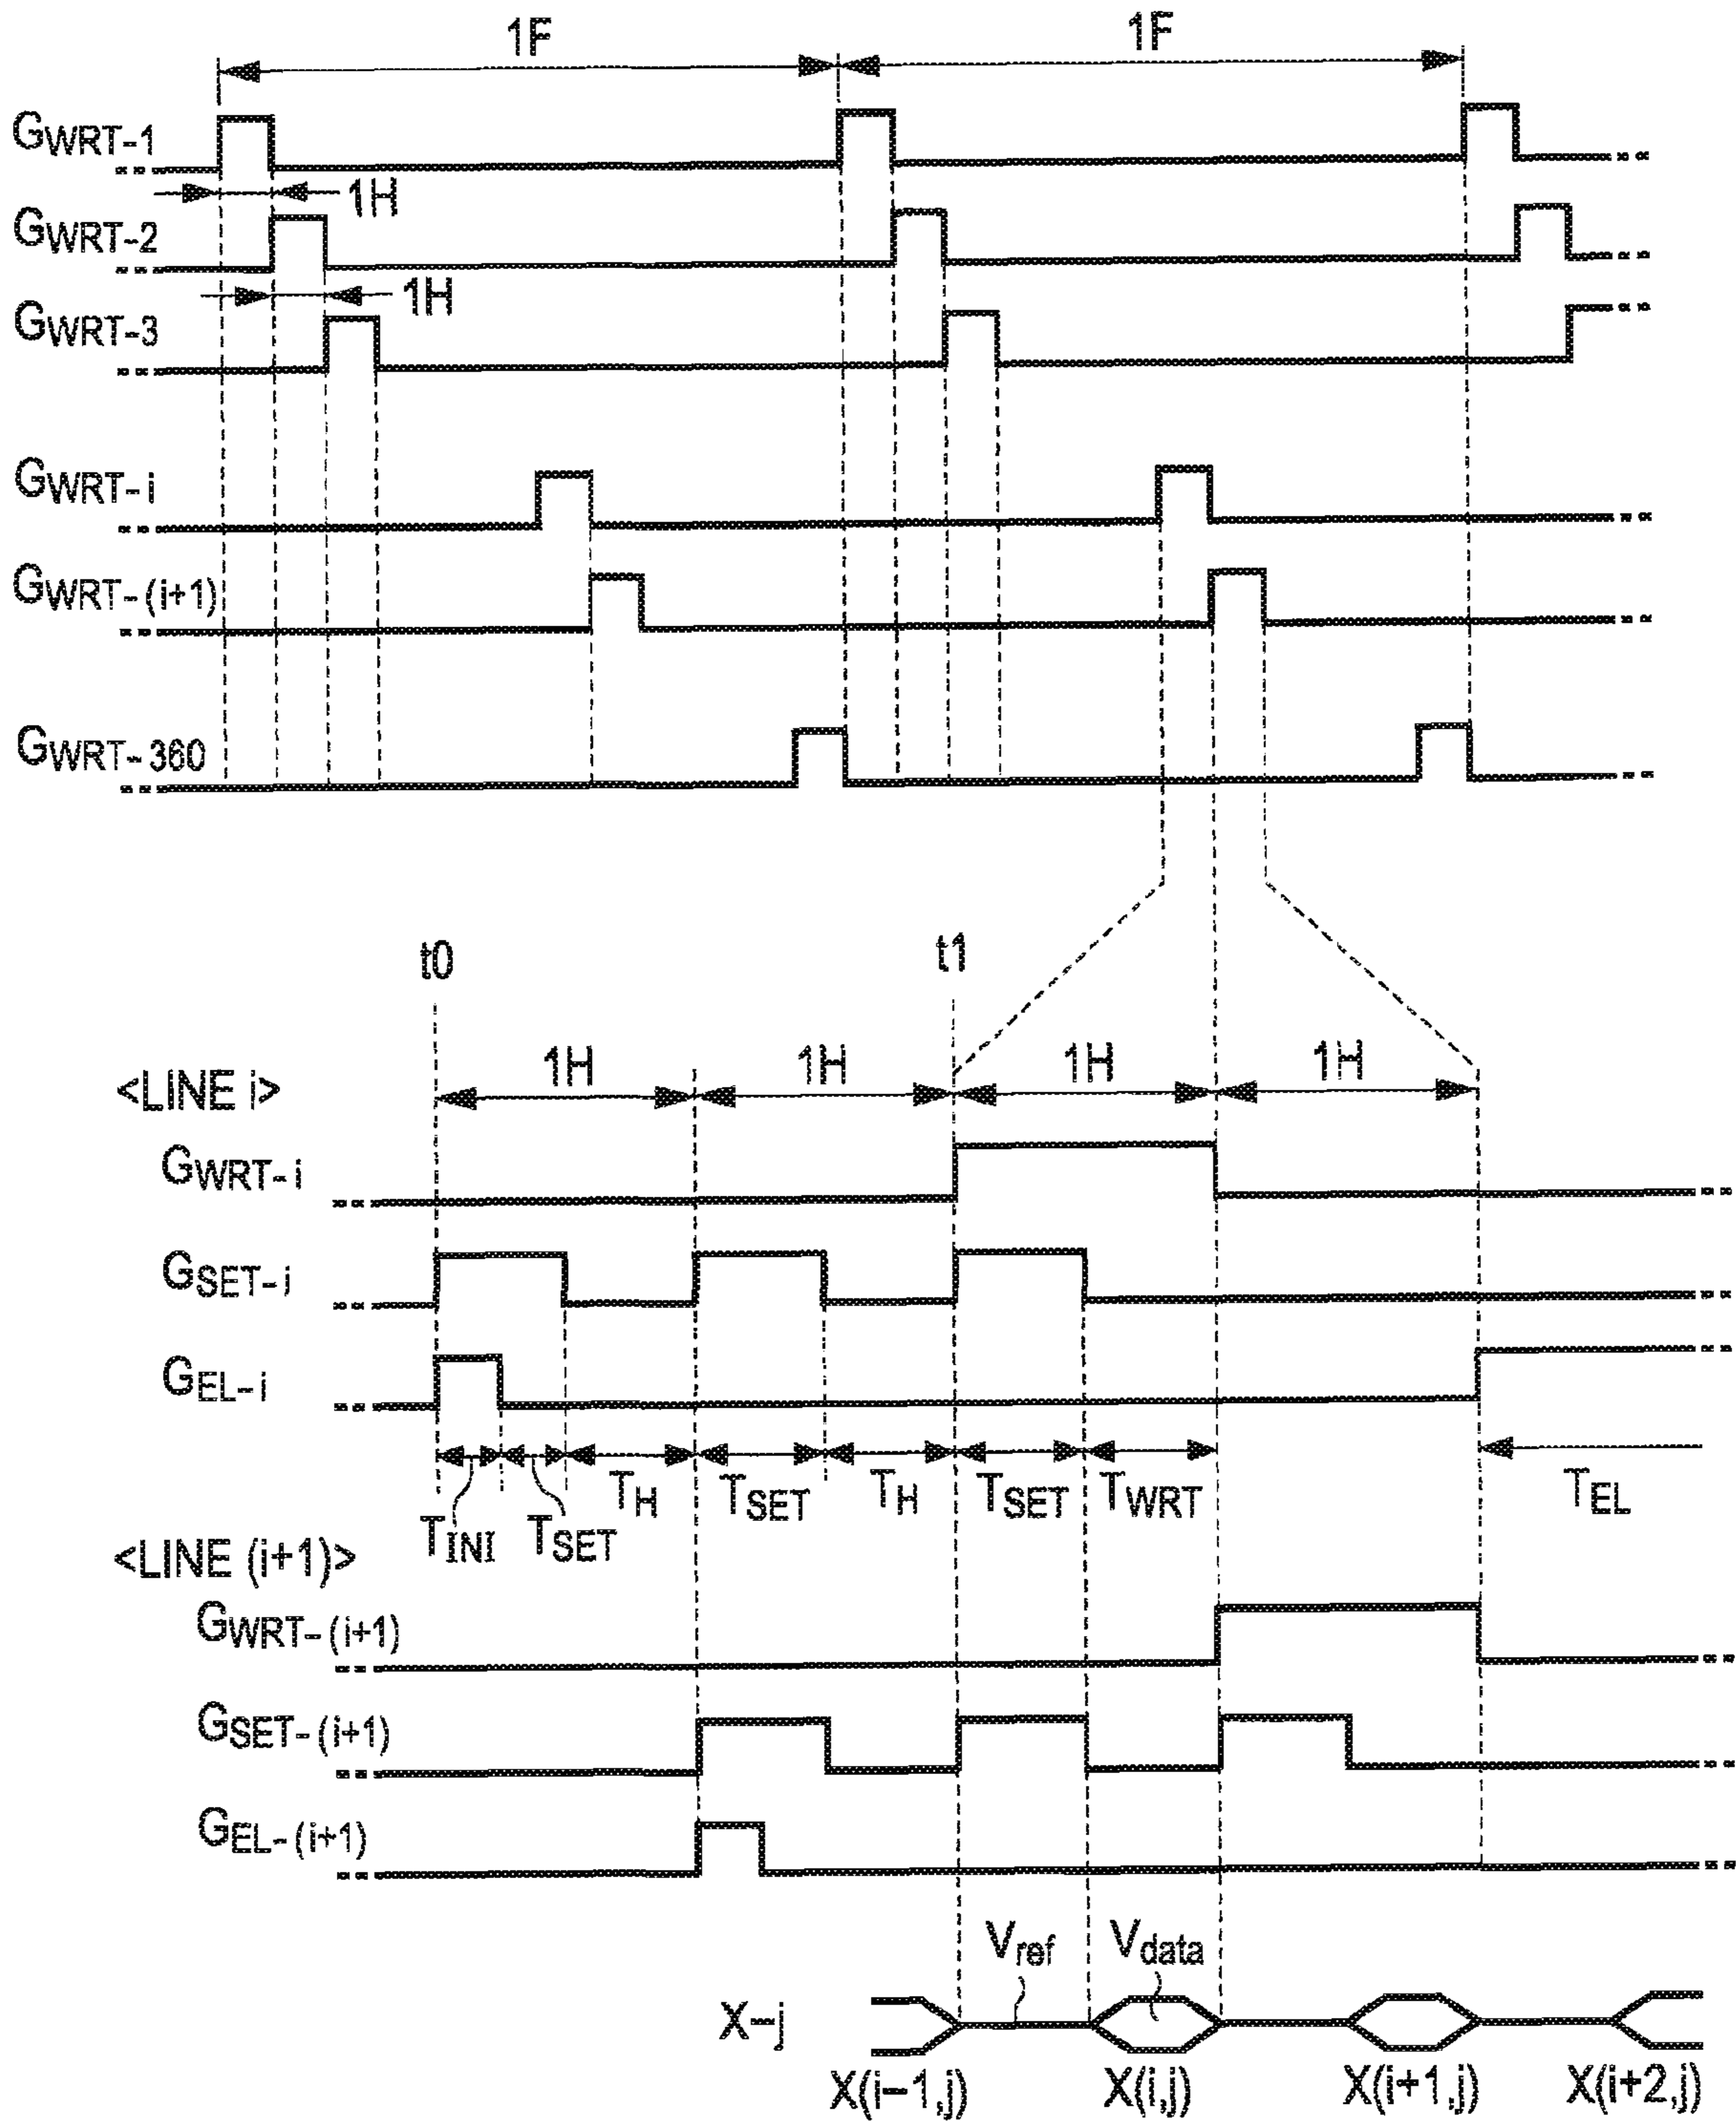 1F 1F
GWRT-1
1H
GWRT-2
1H
GWRT-3
GWRT-i
GWRT-(i+1)
GWRT-360
t0 t1
<LINE i> 1H 1H 1H 1H
GWRT-i
GSET-i
GEL-i
TINI TSET TH TSET TH TSET TWRT TEL
<LINE (i+1)>
GWRT-(i+1)
GSET-(i+1)
GEL-(i+1)
Vref Vdata
X-j
X(i-1,j) X(i,j) X(i+1,j) X(i+2,j)